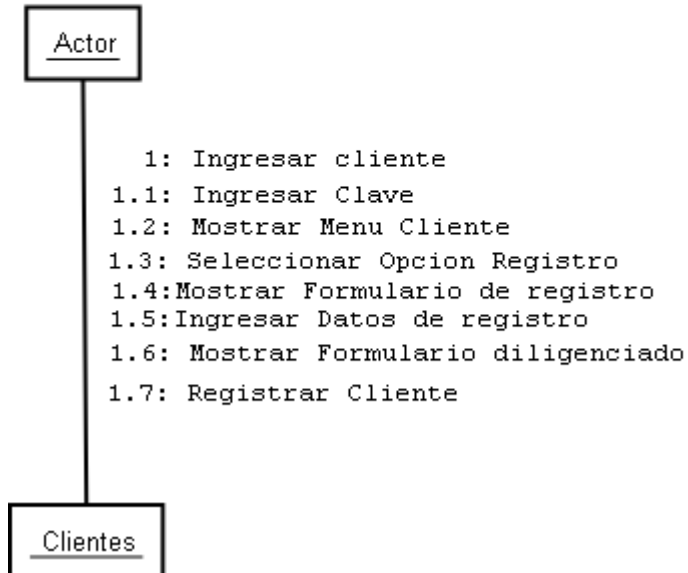 Actor
1: Ingresar cliente
1.1: Ingresar Clave
1.2: Mostrar Menu Cliente
1.3: Seleccionar Opcion Registro
1.4:Mostrar Formulario de registro
1.5:Ingresar Datos de registro
1.6: Mostrar Formulario diligenciado
1.7: Registrar Cliente
Clientes